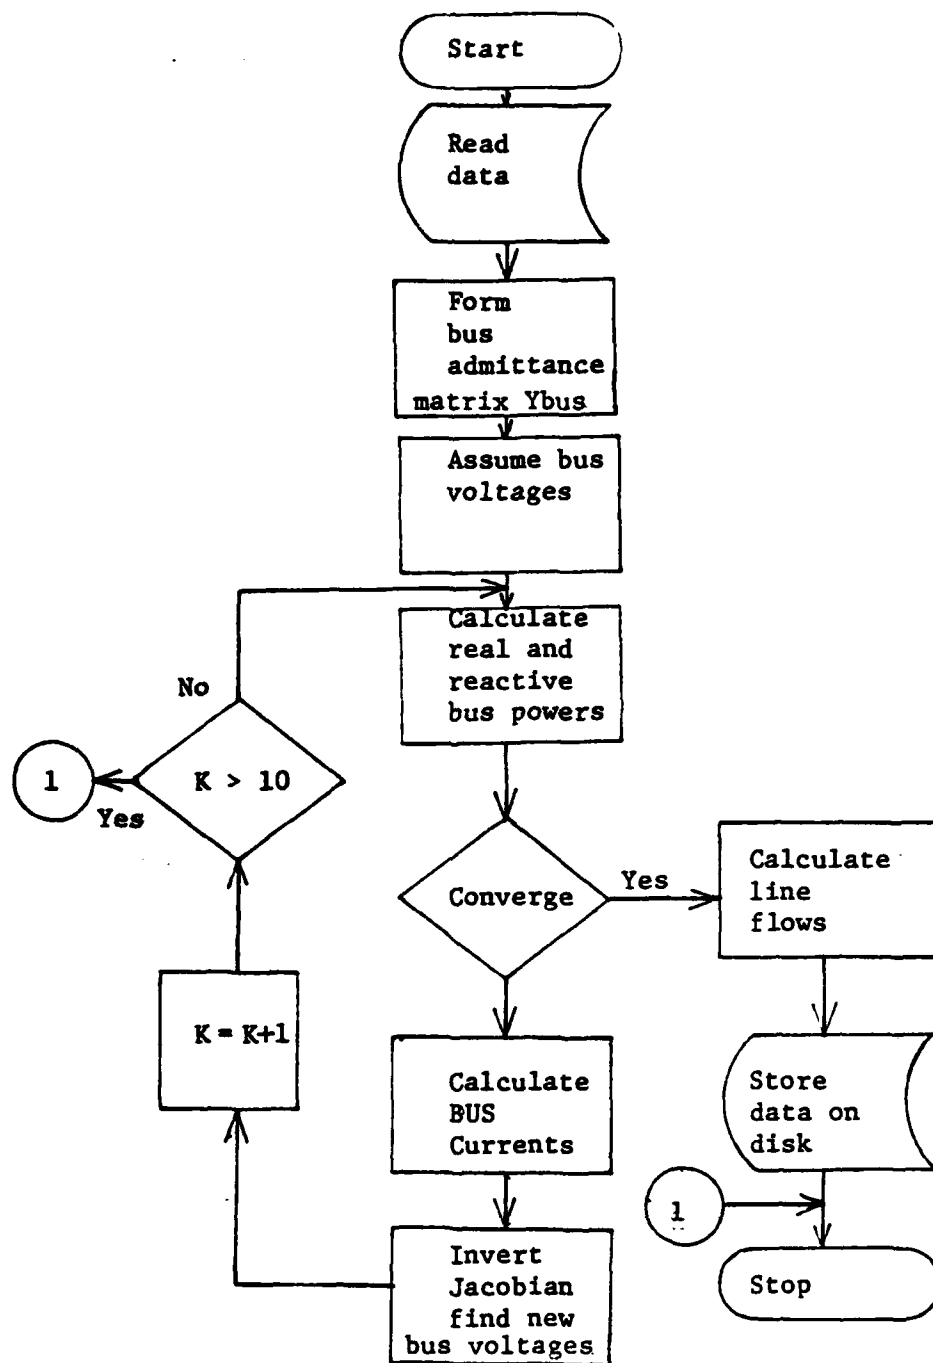 Start
Read
data
Form
bus
admittance
matrix Ybus
Assume bus
voltages
Calculate
real and
reactive
bus powers
No
K > 10
1
Yes
Converge
Yes
Calculate
line
flows
K = K+1
Calculate
BUS
Currents
Store
data on
disk
1
Invert
Jacobian
find new
bus voltages
Stop